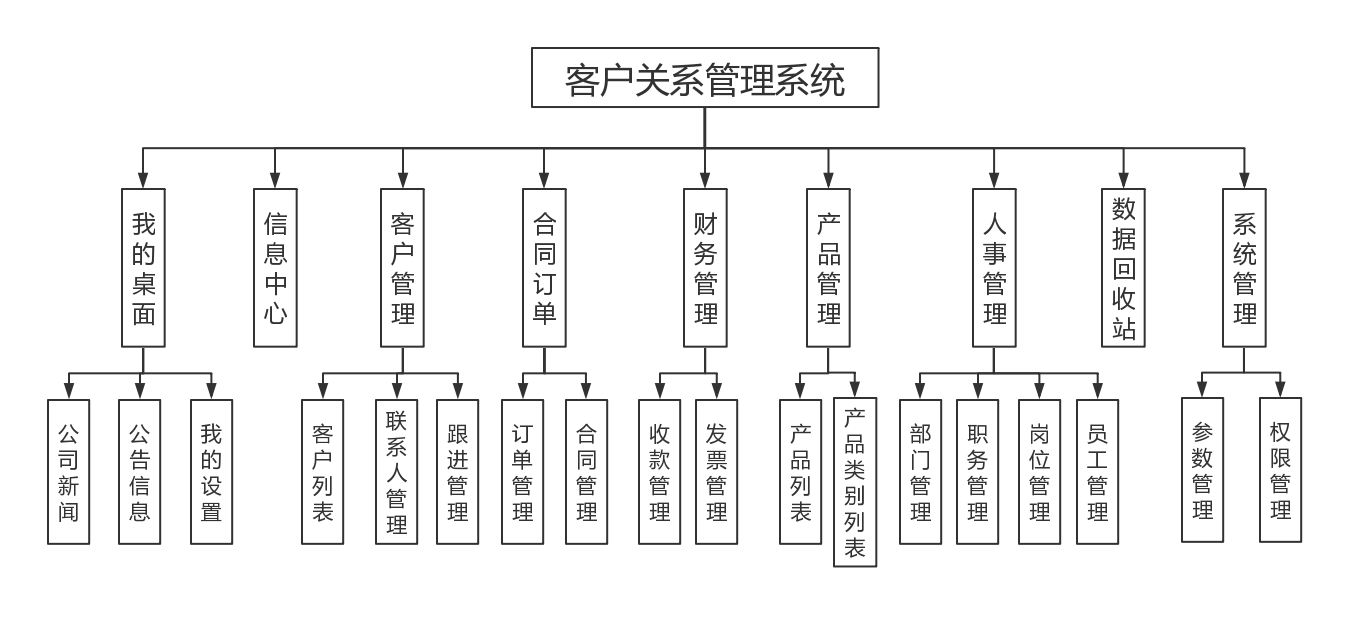 客户关系管理系统
我的桌面
信息中心
客户管理
合同订单
财务管理
产品管理
人事管理
数据回收站
系统管理
公司新闻
公告信息
我的设置
客户列表
联系人管理
跟进管理
订单管理
合同管理
收款管理
发票管理
产品列表
产品类别列表
部门管理
职务管理
岗位管理
员工管理
参数管理
权限管理